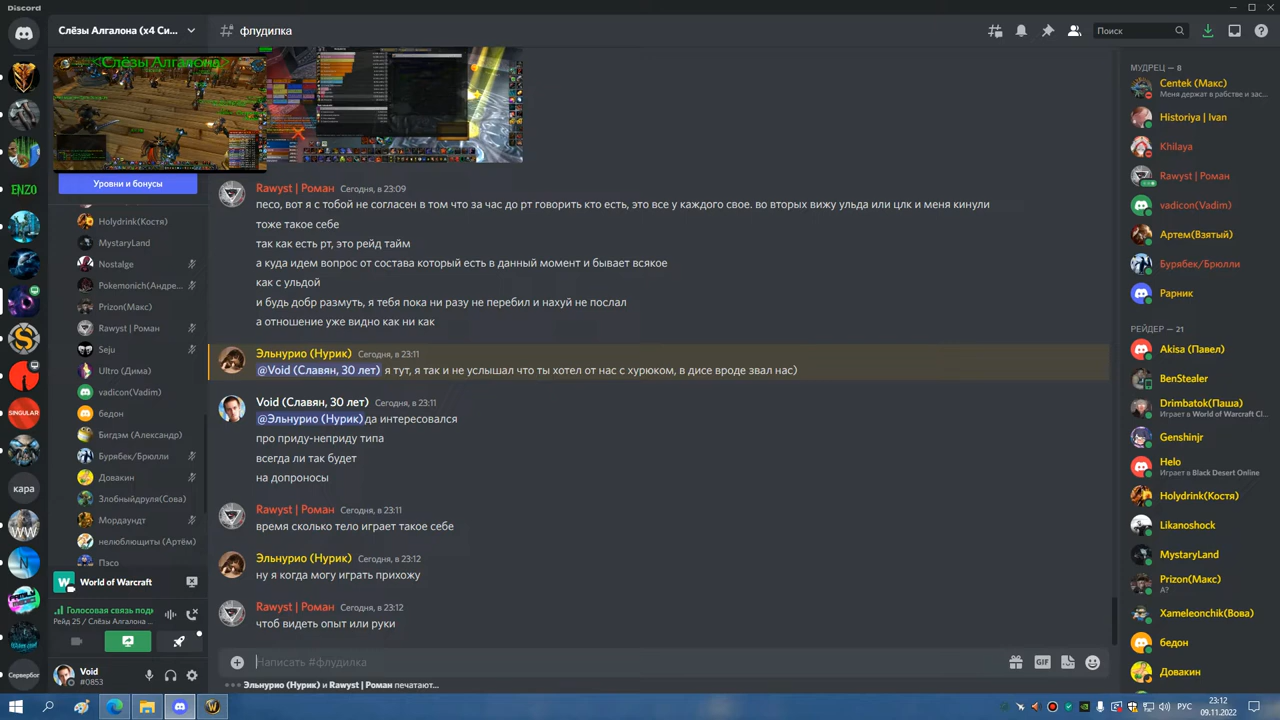 Discord
Слёзы Алгалона (x4 Си...
флудилка
Поиск
Слёзы Алгалона
Уровни и бонусы
Holydrink(Костя)
MystaryLand
Nostalge
Pokemonich(Андре...
Prizon(Макс)
Rawyst | Роман
Seju
Ultro (Дима)
vadicon(Vadim)
бедон
Бигдэм (Александр)
Бурябек/Брюлли
Довакин
Злобныйдруля(Сова)
Мордаундт
нелюблющиты (Артём)
Пэсо
ENZO
SINGULAR
кара
WW
Сервербог
World of Warcraft
Голосовая связь подк
Рейд 25 / Слёзы Алгалона ...
Void
#0853
Rawyst | Роман Сегодня, в 23:09
песо, вот я с тобой не согласен в том что за час до рт говорить кто есть, это все у каждого свое. во вторых вижу ульда или цлк и меня кинули
тоже такое себе
так как есть рт, это рейд тайм
а куда идем вопрос от состава который есть в данный момент и бывает всякое
как с ульдой
и будь добр размуть, я тебя пока ни разу не перебил и нахуй не послал
а отношение уже видно как ни как
Эльнурио (Нурик) Сегодня, в 23:11
@Void (Славян, 30 лет) я тут, я так и не услышал что ты хотел от нас с хурюком, в дисе вроде звал нас)
Void (Славян, 30 лет) Сегодня, в 23:11
@Эльнурио (Нурик) да интересовался
про приду-неприду типа
всегда ли так будет
на допроносы
Rawyst | Роман Сегодня, в 23:11
время сколько тело играет такое себе
Эльнурио (Нурик) Сегодня, в 23:12
ну я когда могу играть прихожу
Rawyst | Роман Сегодня, в 23:12
чтоб видеть опыт или руки
Написать #флудилка
GIF
Эльнурио (Нурик) и Rawyst | Роман печатают...
МУДРЕЦ — 8
Centek (Макс)
Меня держат в рабстве и зас...
Historiya | Ivan
Khilaya
Rawyst | Роман
vadicon(Vadim)
Артем(Взятый)
Бурябек/Брюлли
Рарник
РЕЙДЕР — 21
Akisa (Павел)
BenStealer
Drimbatok(Паша)
Играет в World of Warcraft Cl...
Genshinjr
Helo
Играет в Black Desert Online
Holydrink(Костя)
Likanoshock
MystaryLand
Prizon(Макс)
А?
Xameleonchik(Вова)
бедон
Довакин
РУС
23:12
09.11.2022